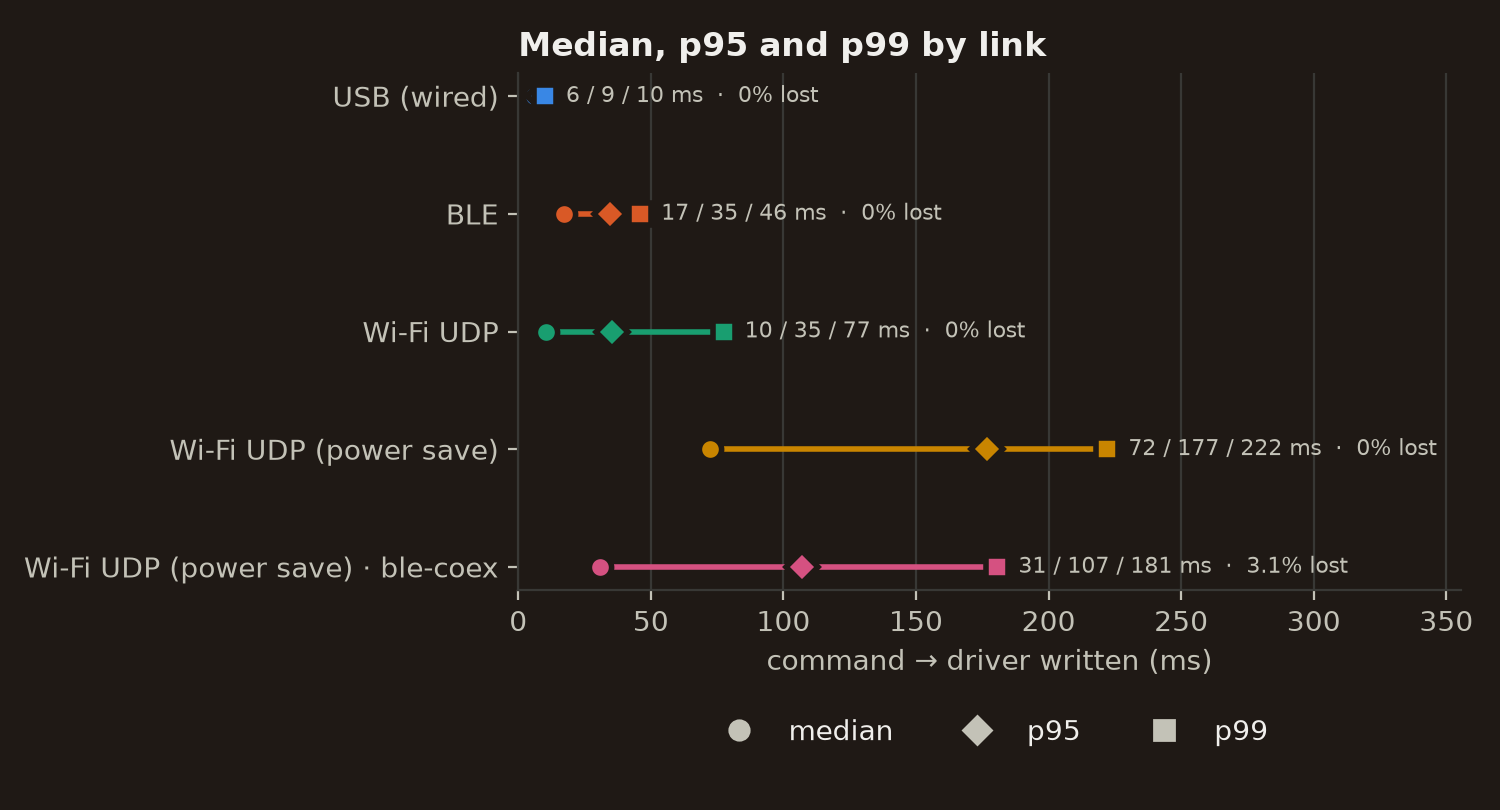 Median, p95 and p99 by link
USB (wired)
6 / 9 / 10 ms · 0% lost
BLE
17 / 35 / 46 ms · 0% lost
Wi-Fi UDP
10 / 35 / 77 ms · 0% lost
Wi-Fi UDP (power save)
72 / 177 / 222 ms · 0% lost
Wi-Fi UDP (power save) · ble-coex
31 / 107 / 181 ms · 3.1% lost
0 50 100 150 200 250 300 350
command → driver written (ms)
median p95 p99